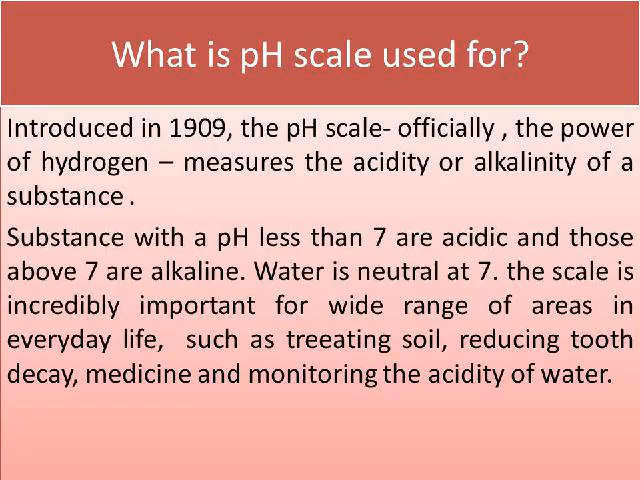 What is pH scale used for?
Introduced in 1909, the pH scale- officially , the power
of hydrogen – measures the acidity or alkalinity of a
substance .
Substance with a pH less than 7 are acidic and those
above 7 are alkaline. Water is neutral at 7. the scale is
incredibly important for wide range of areas in
everyday life, such as treeating soil, reducing tooth
decay, medicine and monitoring the acidity of water.